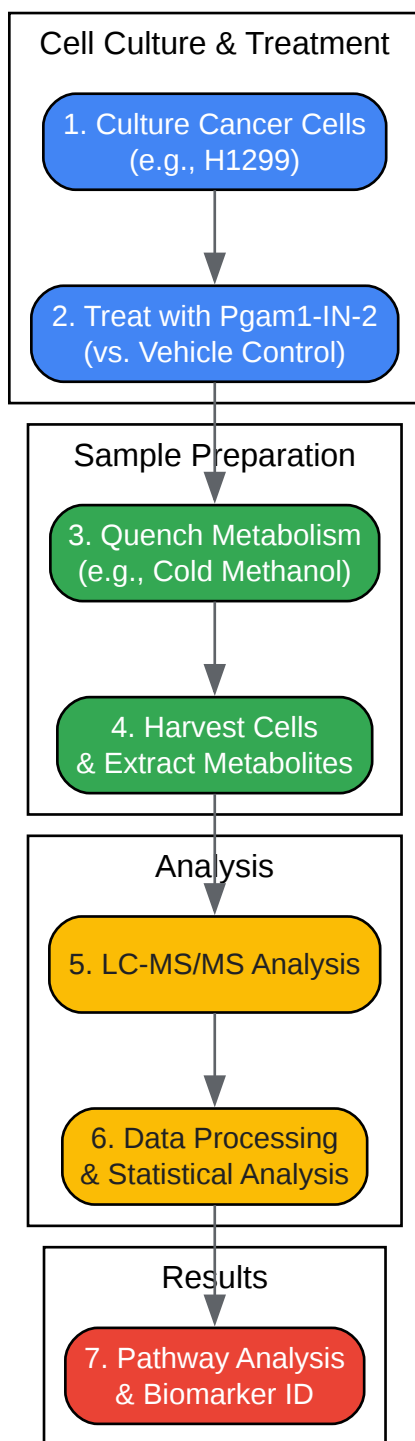 Cell Culture & Treatment
1. Culture Cancer Cells
(e.g., H1299)
2. Treat with Pgam1-IN-2
(vs. Vehicle Control)
Sample Preparation
3. Quench Metabolism
(e.g., Cold Methanol)
4. Harvest Cells
& Extract Metabolites
Analysis
5. LC-MS/MS Analysis
6. Data Processing
& Statistical Analysis
Results
7. Pathway Analysis
& Biomarker ID